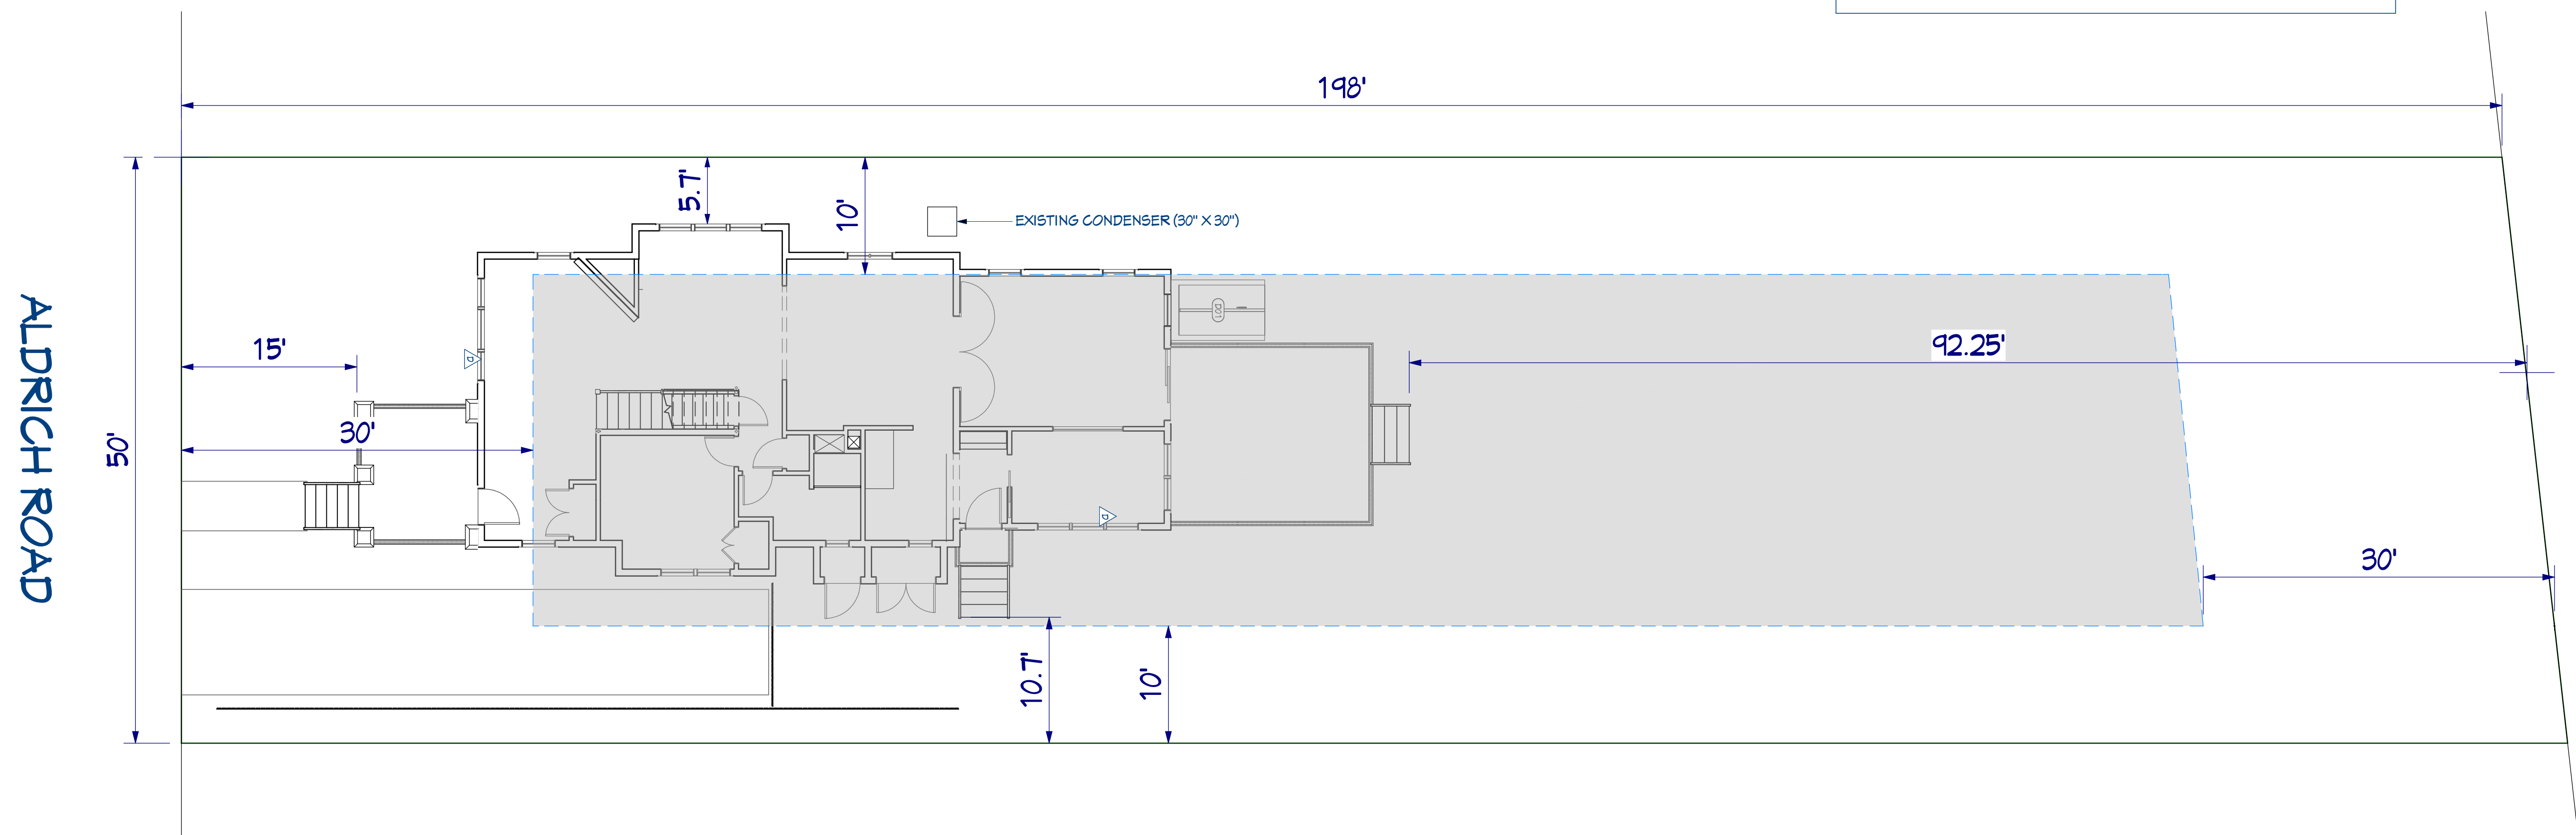 198'
5.7'
10'
EXISTING CONDENSER (30" X 30")
ALDRICH ROAD
15'
92.25'
D01
D
30'
50'
D
30'
10.7'
10'